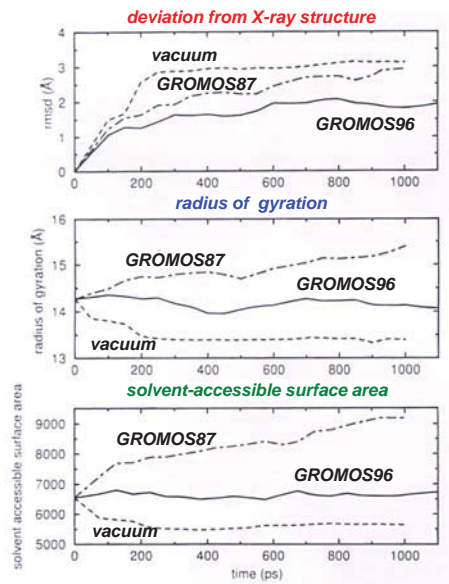 deviation from X-ray structure
4
vacuum
3
GROMOS87
rmsd (Å)
2
GROMOS96
1
0
0 200 400 600 800 1000
radius of gyration
16
radius of gyration (Å)
GROMOS87
15
GROMOS96
14
vacuum
13
0 200 400 600 800 1000
solvent-accessible surface area
solvent accessible surface area
9000
GROMOS87
8000
GROMOS96
7000
6000
vacuum
5000
0 200 400 600 800 1000
time (ps)